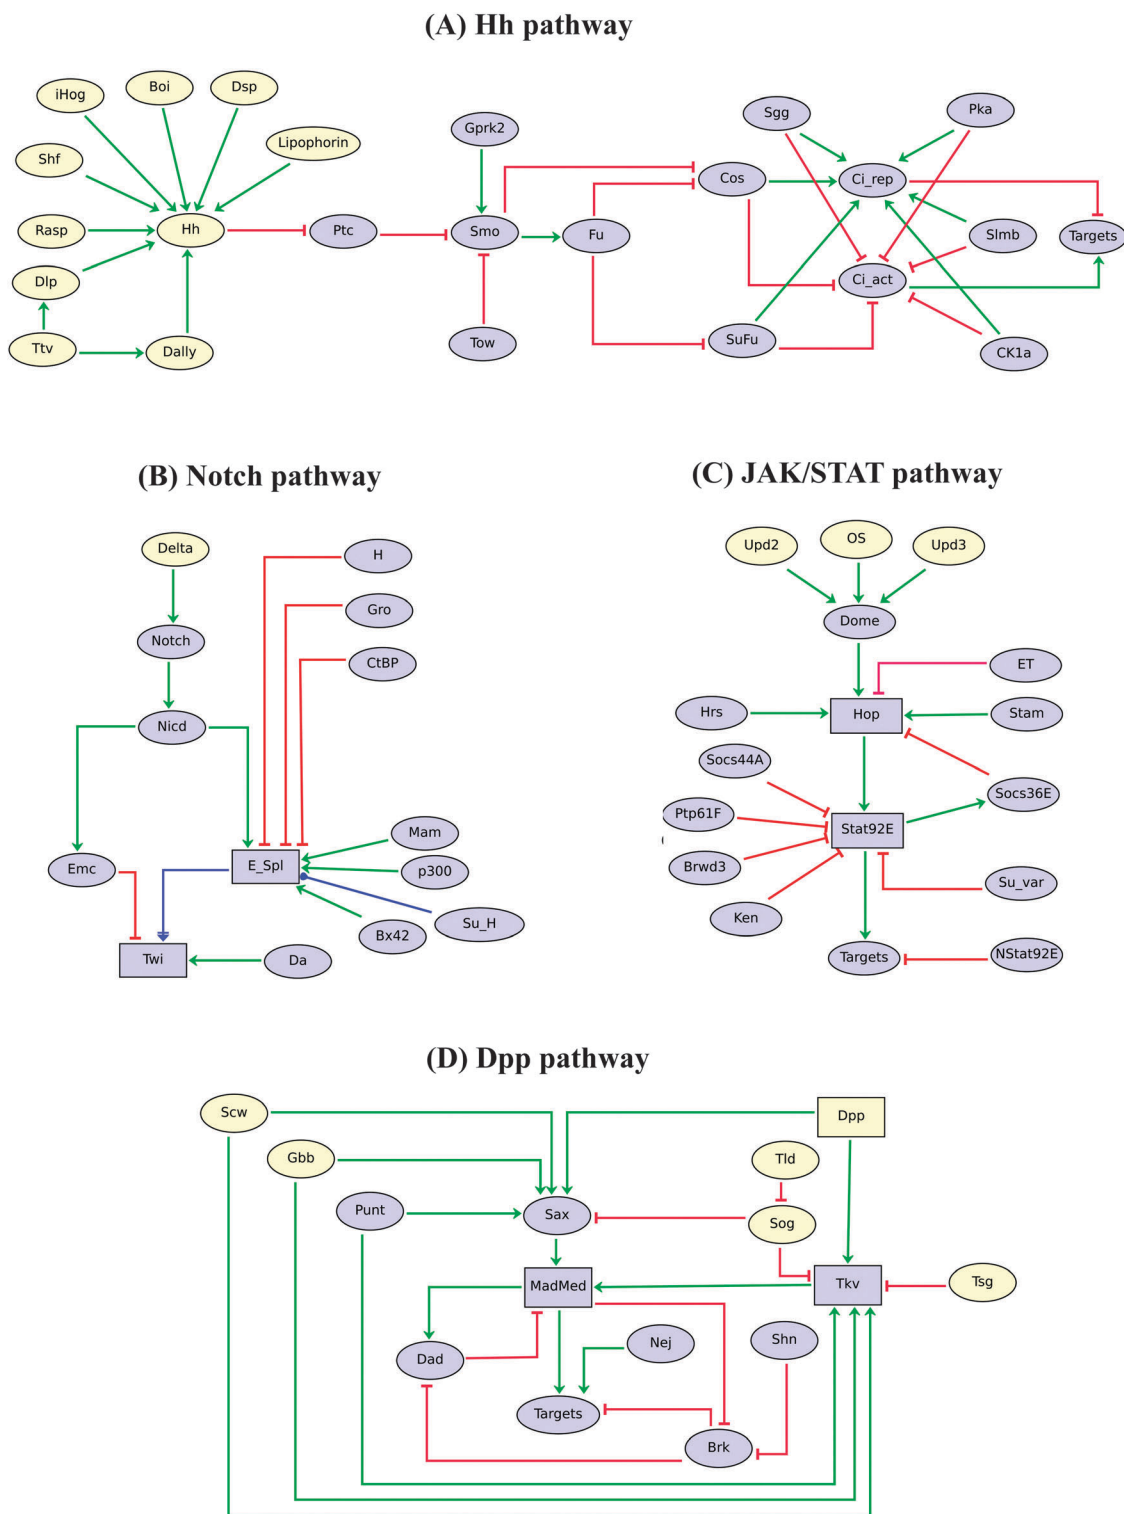 (A) Hh pathway
iHog
Boi
Dsp
Lipophorin
Shf
Rasp
Hh
Dlp
Ttv
Dally
Ptc
Gprk2
Smo
Tow
Fu
Cos
SuFu
Sgg
Pka
Ci_rep
Ci_act
Slmb
CK1a
Targets
(B) Notch pathway
Delta
Notch
Nicd
Emc
Twi
H
Gro
CtBP
E_Spl
Mam
p300
Su_H
Bx42
Da
(C) JAK/STAT pathway
Upd2
OS
Upd3
Dome
ET
Hrs
Hop
Stam
Socs44A
Socs36E
Ptp61F
Stat92E
Brwd3
Su_var
Ken
Targets
NStat92E
(D) Dpp pathway
Scw
Dpp
Gbb
Tld
Punt
Sax
Sog
MadMed
Tkv
Tsg
Dad
Nej
Shn
Targets
Brk